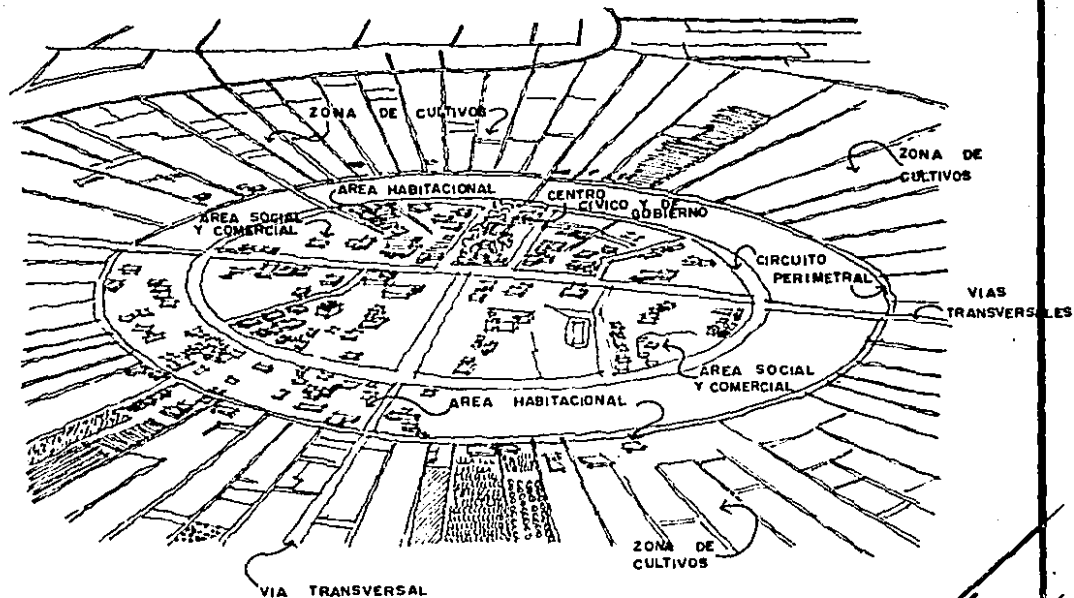 ZONA DE CULTIVOS
ZONA DE
CULTIVOS
AREA HABITACIONAL
CENTRO
CIVICO Y DE
GOBIERNO
AREA SOCIAL
Y COMERCIAL
CIRCUITO
PERIMETRAL
VIAS
TRANSVERSALES
AREA SOCIAL
Y COMERCIAL
AREA HABITACIONAL
ZONA DE
CULTIVOS
VIA TRANSVERSAL